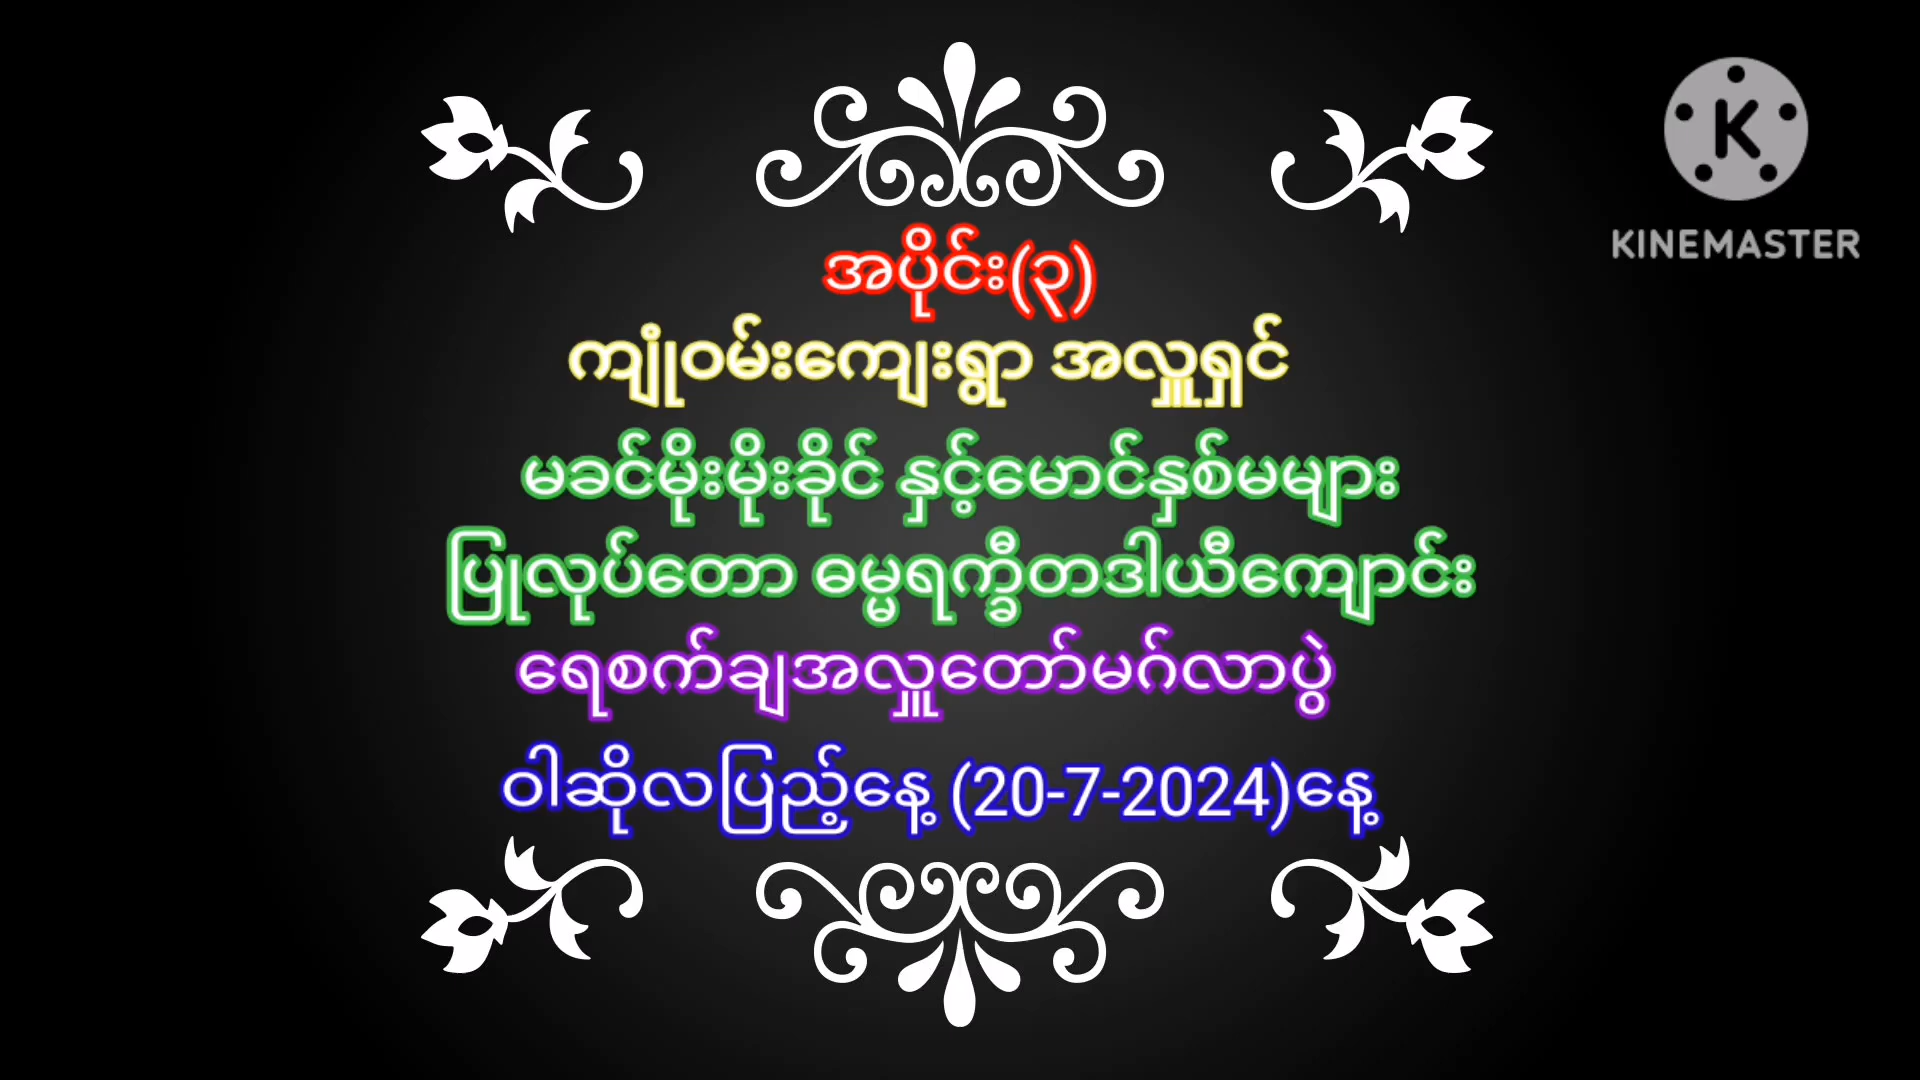 အပိုင်း(၃)
ကျုံဝမ်းကျေးရွာ အလှူရှင်
မခင်မိုးမိုးခိုင် နှင့်မောင်နှစ်မများ
ပြုလုပ်တော ဓမ္မရက္ခီတဒါယီကျောင်း
ရေစက်ချအလှူတော်မဂ်လာပွဲ
ဝါဆိုလပြည့်နေ့ (20-7-2024)နေ့
K
KINEMASTER